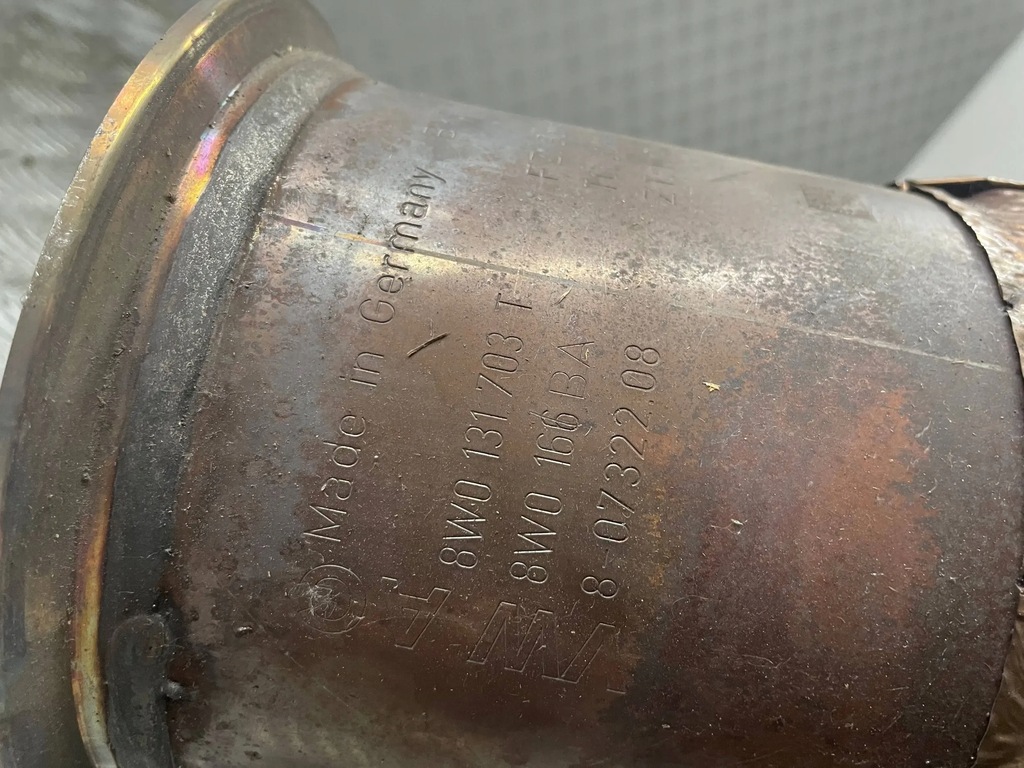 Made in Germany
8W0 131 703 T
8W0 166 BA
8-07322.08